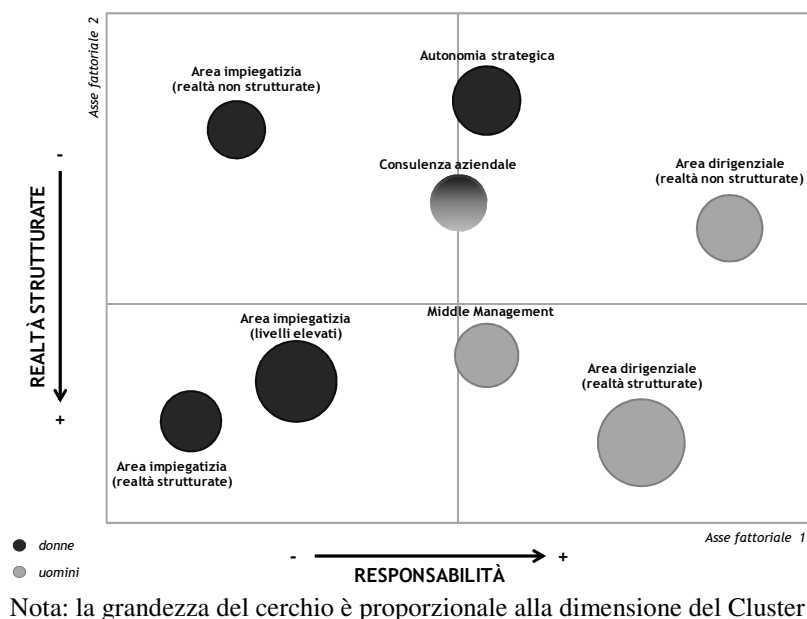 Asse fattoriale 2
Area impiegatizia
(realtà non strutturate)
Autonomia strategica
Consulenza aziendale
Area dirigenziale
(realtà non strutturate)
-
REALTÀ STRUTTURATE
+
Area impiegatizia
(livelli elevati)
Middle Management
Area dirigenziale
(realtà strutturate)
Area impiegatizia
(realtà strutturate)
Asse fattoriale 1
donne
uomini
- +
RESPONSABILITÀ
Nota: la grandezza del cerchio è proporzionale alla dimensione del Cluster